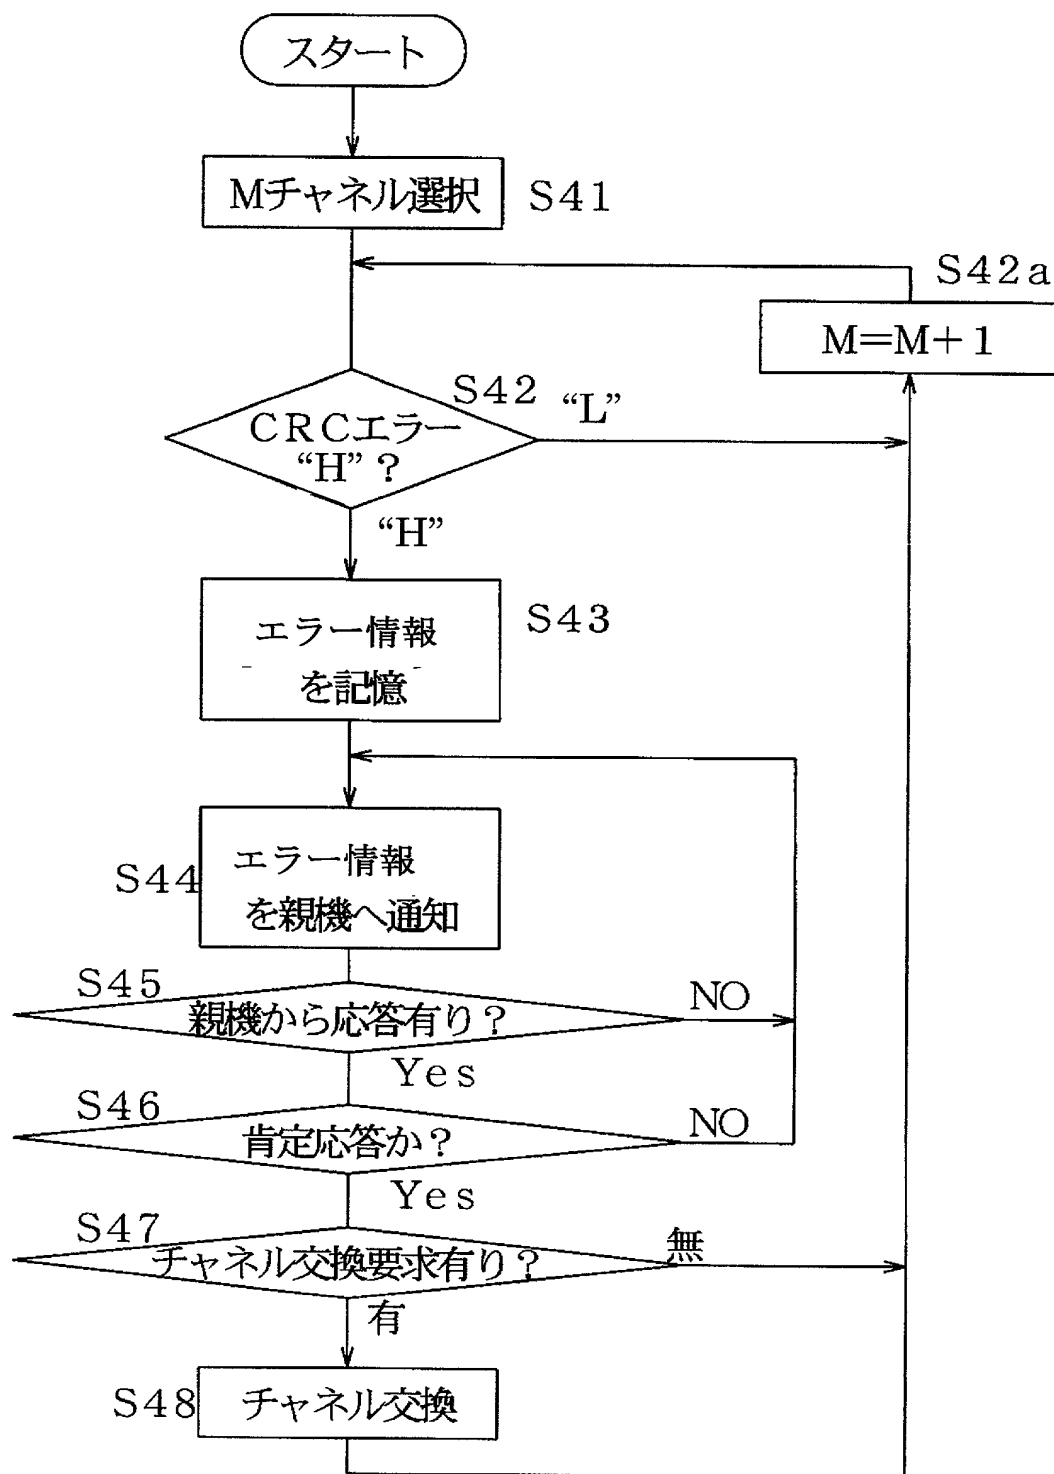 スタート
Mチャネル選択
S41
S42a
M=M+1
S42
“L”
CRCエラー
“H”?
“H”
エラー情報
を記憶
S43
S44
エラー情報
を親機へ通知
S45
親機から応答有り?
NO
Yes
S46
肯定応答か?
NO
Yes
S47
チャネル交換要求有り?
無
有
S48
チャネル交換